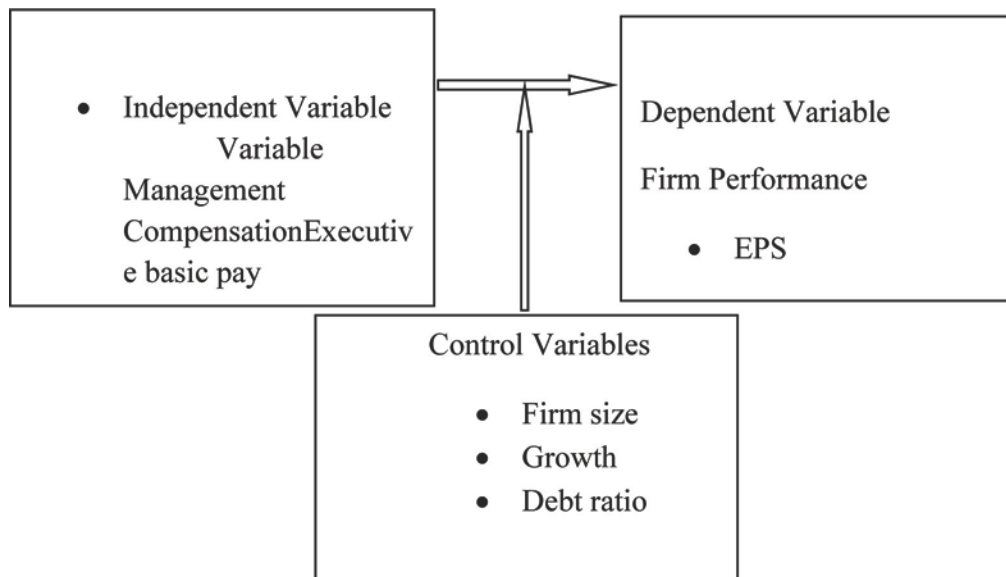 • Independent Variable
Variable
Management
CompensationExecutiv
e basic pay
Dependent Variable
Firm Performance
• EPS
Control Variables
• Firm size
• Growth
• Debt ratio